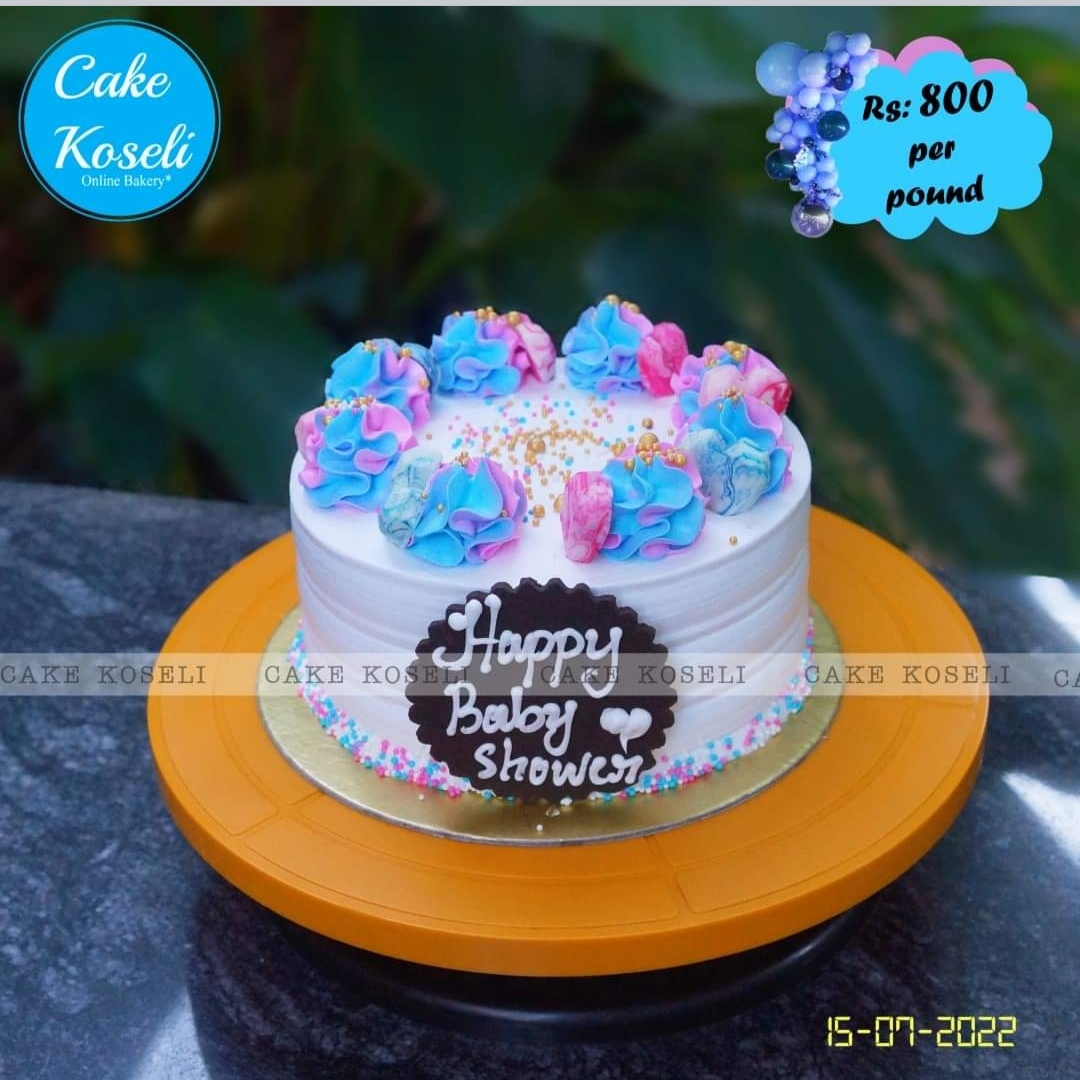 Cake
Koseli
Online Bakery*
Rs: 800
per
pound
Happy
Baby
Shower
CAKE KOSELI CAKE KOSELI CAKE KOSELI CAKE KOSELI CA
15-07-2022